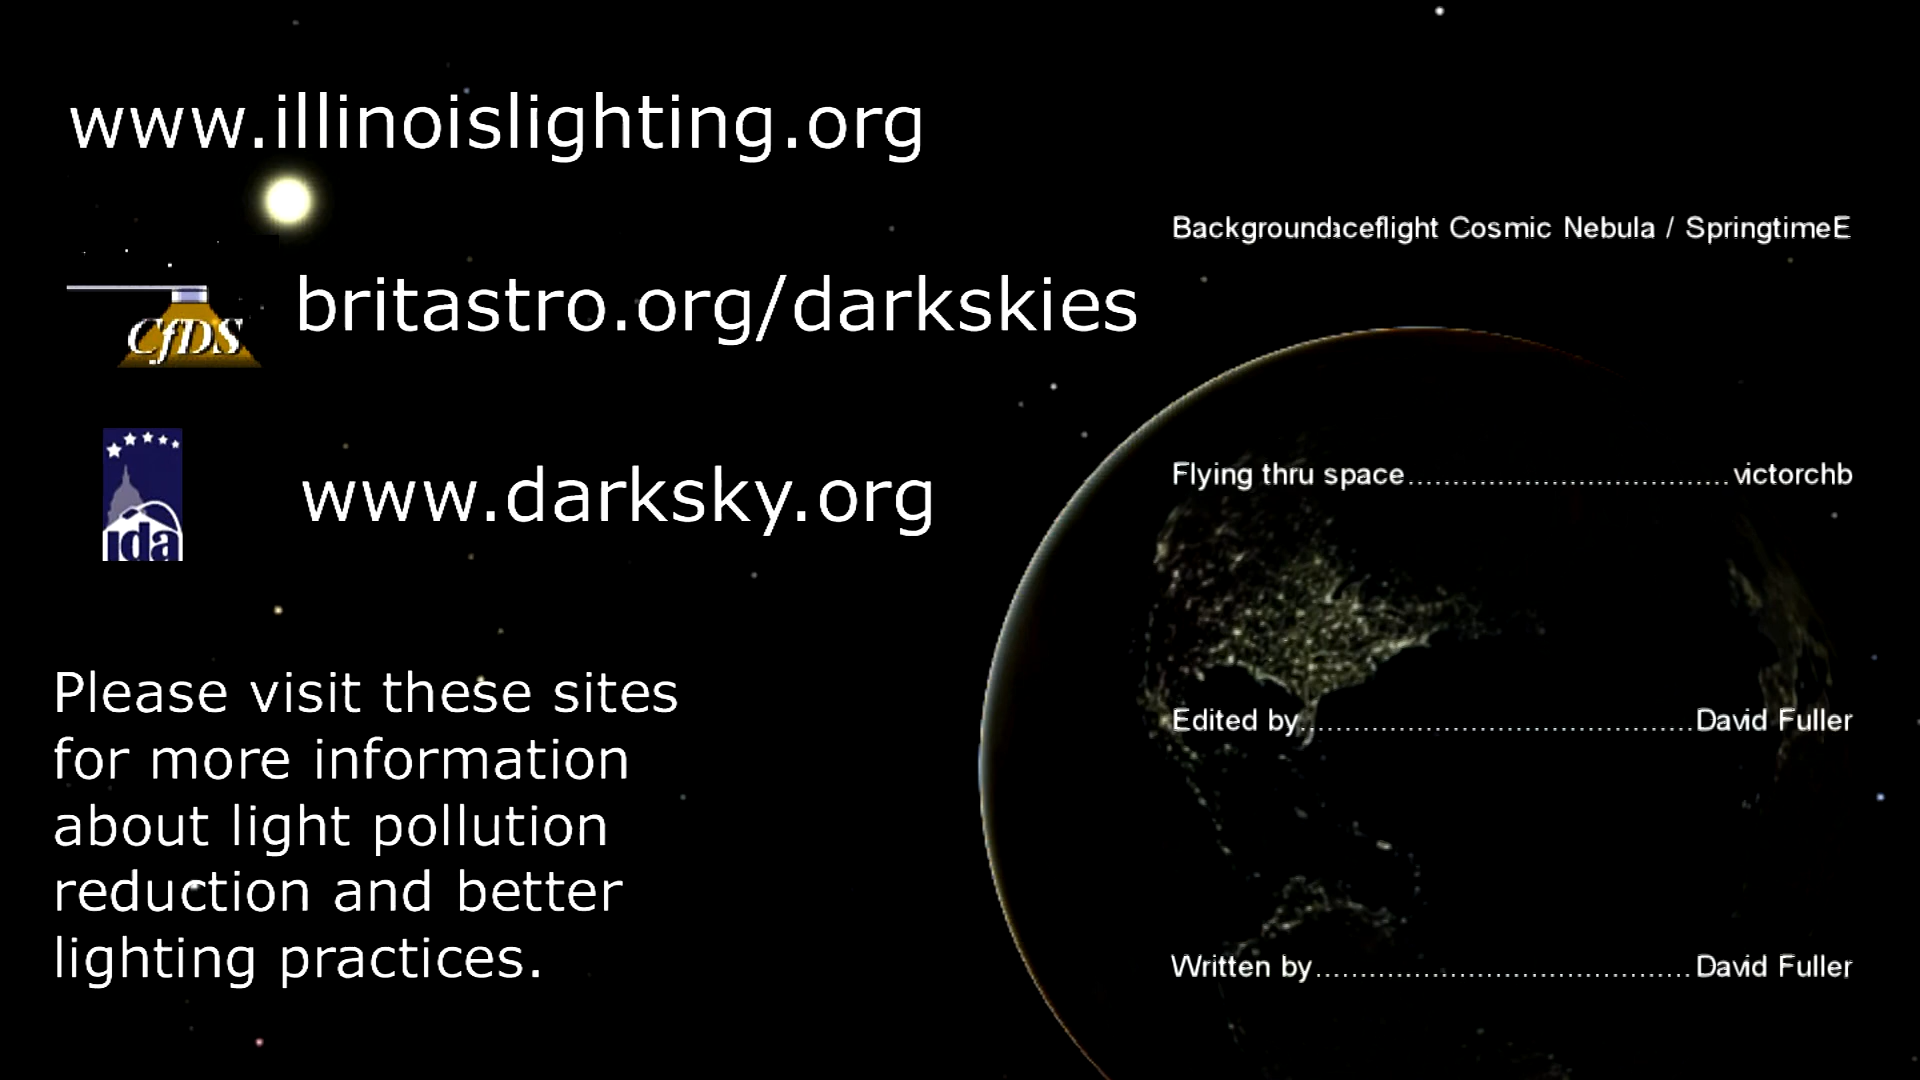 www.illinoislighting.org
CfDS
britastro.org/darkskies
ida
www.darksky.org
Please visit these sites
for more information
about light pollution
reduction and better
lighting practices.
Backgroundaceflight Cosmic Nebula / SpringtimeE
Flying thru space...................................victorchb
Edited by...........................................David Fuller
Written by.........................................David Fuller